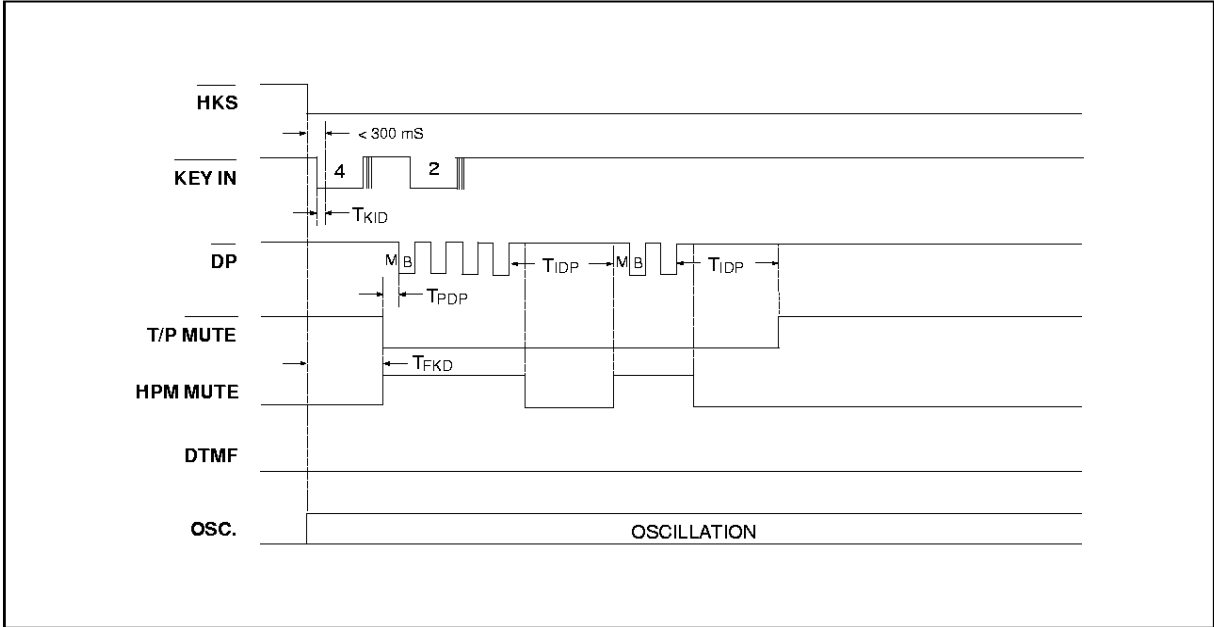 HKS
< 300 mS
KEY IN
4
2
TKID
DP
M B
TIDP
M B
TIDP
TPDP
T/P MUTE
TFKD
HPM MUTE
DTMF
OSC.
OSCILLATION